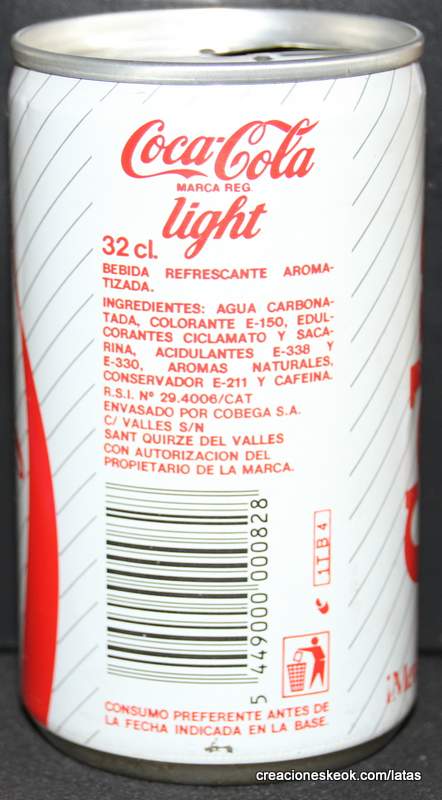 Coca-Cola
MARCA REG.
light
32 cl.
BEBIDA REFRESCANTE AROMA-
TIZADA.
INGREDIENTES: AGUA CARBONA-
TADA, COLORANTE E-150, EDUL-
CORANTES CICLAMATO Y SACA-
RINA, ACIDULANTES E-338 Y
E-330, AROMAS NATURALES,
CONSERVADOR E-211 Y CAFEINA.
R.S.I. Nº 29.4006/CAT
ENVASADO POR COBEGA S.A.
C/ VALLES S/N
SANT QUIRZE DEL VALLES
CON AUTORIZACION DEL
PROPIETARIO DE LA MARCA.
5 449000 000828
1TB4
¡Me
CONSUMO PREFERENTE ANTES DE
LA FECHA INDICADA EN LA BASE.
creacioneskeok.com/latas